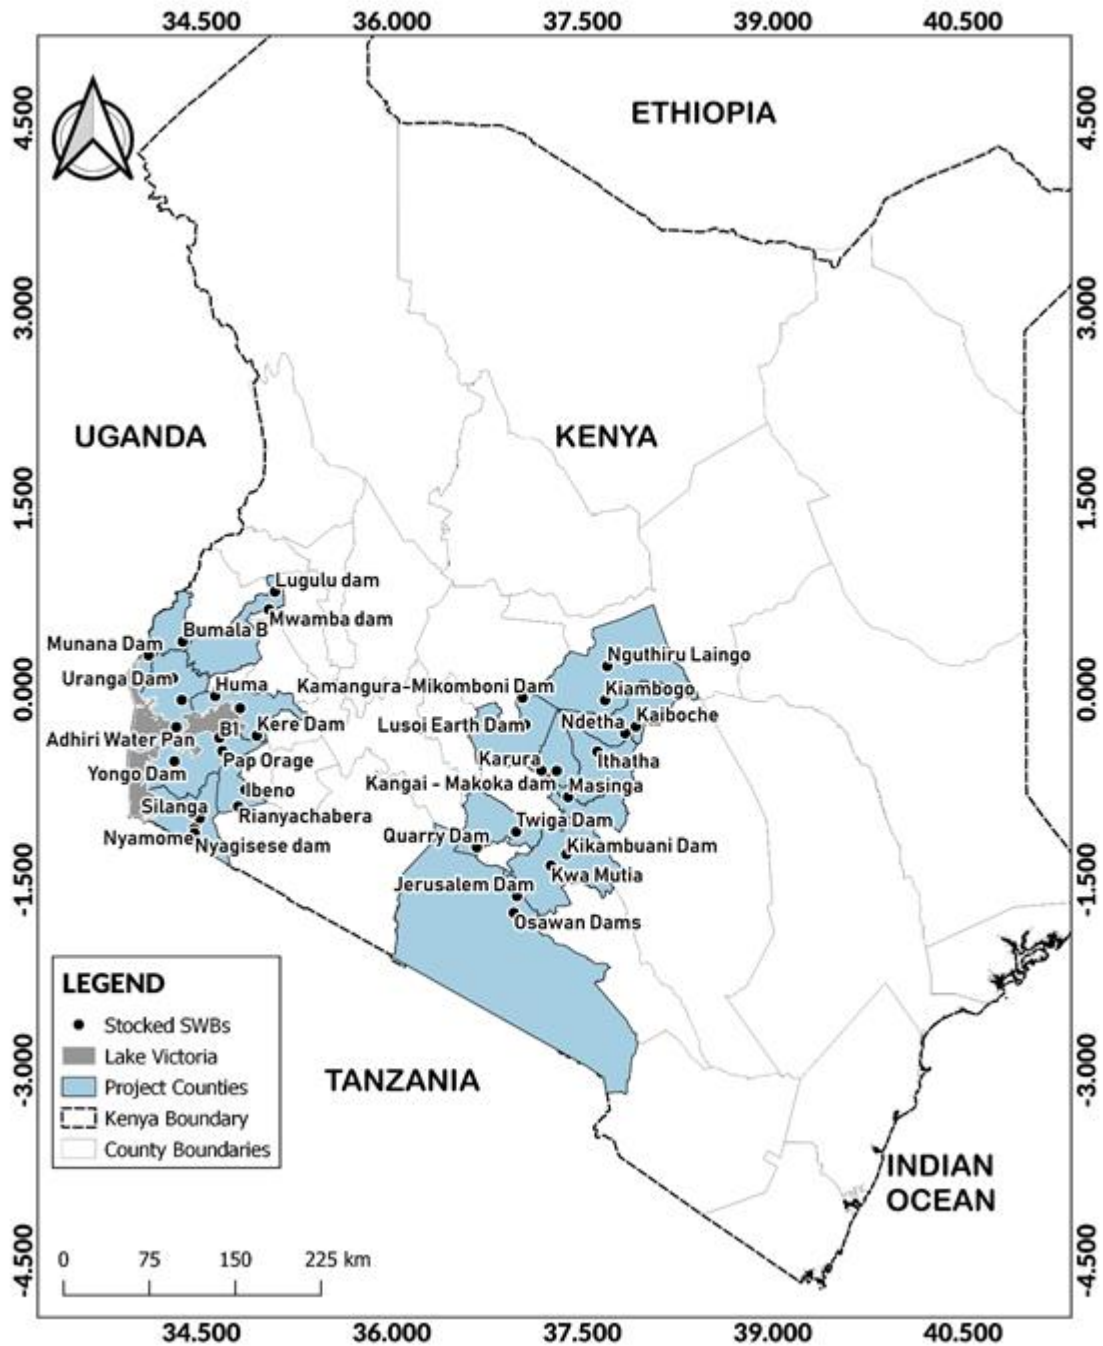 34.500 36.000 37.500 39.000 40.500
4.500
4.500
ETHIOPIA
3.000
3.000
UGANDA
KENYA
1.500
1.500
Lugulu dam
Mwamba dam
Bumala B
Munana Dam
Nguthiru Laingo
Uranga Dam
Huma
Kamangura-Mikomboni Dam
Kiambogo
0.000
0.000
Lusoi Earth Dam
Ndetha
Kaiboche
Adhiri Water Pan
B1
Kere Dam
Pap Orage
Karura
Ithatha
Yongo Dam
Kangai - Makoka dam
Masinga
Ibeno
Silanga
Rianyachabera
Twiga Dam
Nyamome
Nyagisese dam
Quarry Dam
Kikambuani Dam
Kwa Mutia
Jerusalem Dam
-1.500
-1.500
Osawan Dams
LEGEND
Stocked SWBs
Lake Victoria
Project Counties
Kenya Boundary
County Boundaries
TANZANIA
-3.000
-3.000
INDIAN
OCEAN
0 75 150 225 km
-4.500
-4.500
34.500 36.000 37.500 39.000 40.500